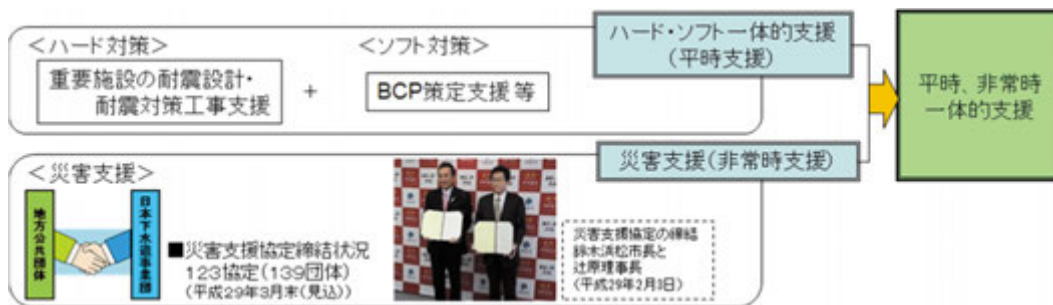 ＜ハード対策＞
重要施設の耐震設計・
耐震対策工事支援
+
＜ソフト対策＞
BCP策定支援等
ハード・ソフト一体的支援
(平時支援)
平時、非常時
一体的支援
災害支援(非常時支援)
＜災害支援＞
地方公共団体
日本下水道事業団
■災害支援協定締結状況
123協定(139団体)
(平成29年3月末(見込))
災害支援協定の締結
鈴木浜松市長と
辻原理事長
(平成29年2月3日)